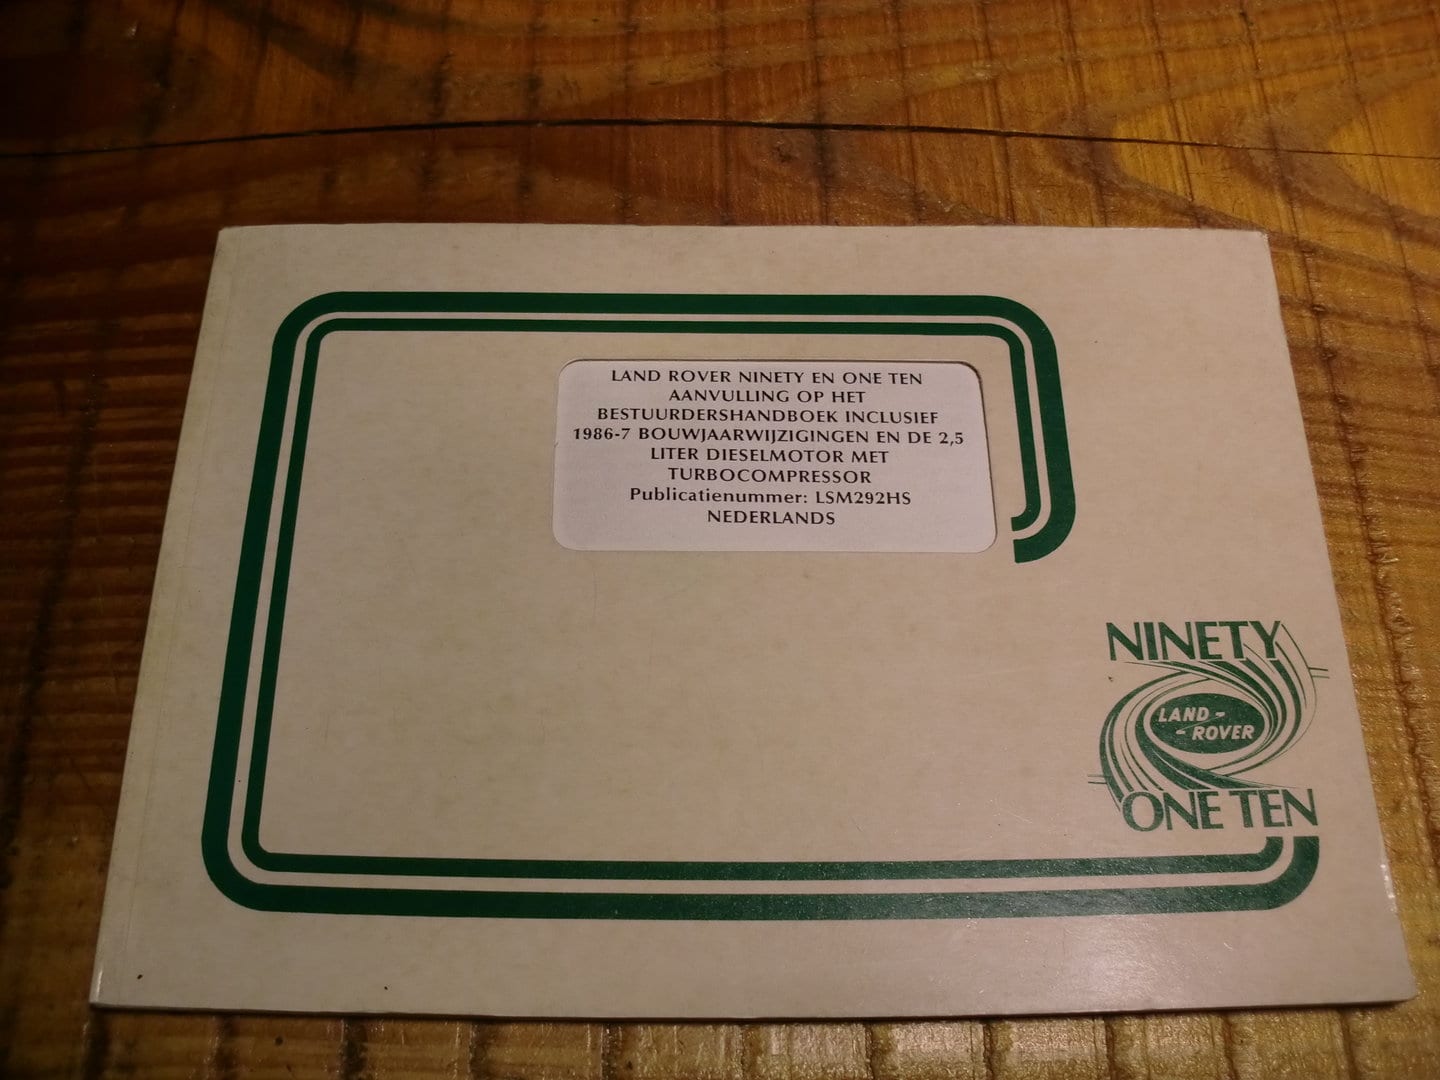 LAND ROVER NINETY EN ONE TEN
AANVULLING OP HET
BESTUURDERSHANDBOEK INCLUSIEF
1986-7 BOUWJAARWIJZIGINGEN EN DE 2,5
LITER DIESELMOTOR MET
TURBOCOMPRESSOR
Publicatienummer: LSM292HS
NEDERLANDS
NINETY
LAND -
- ROVER
ONE TEN